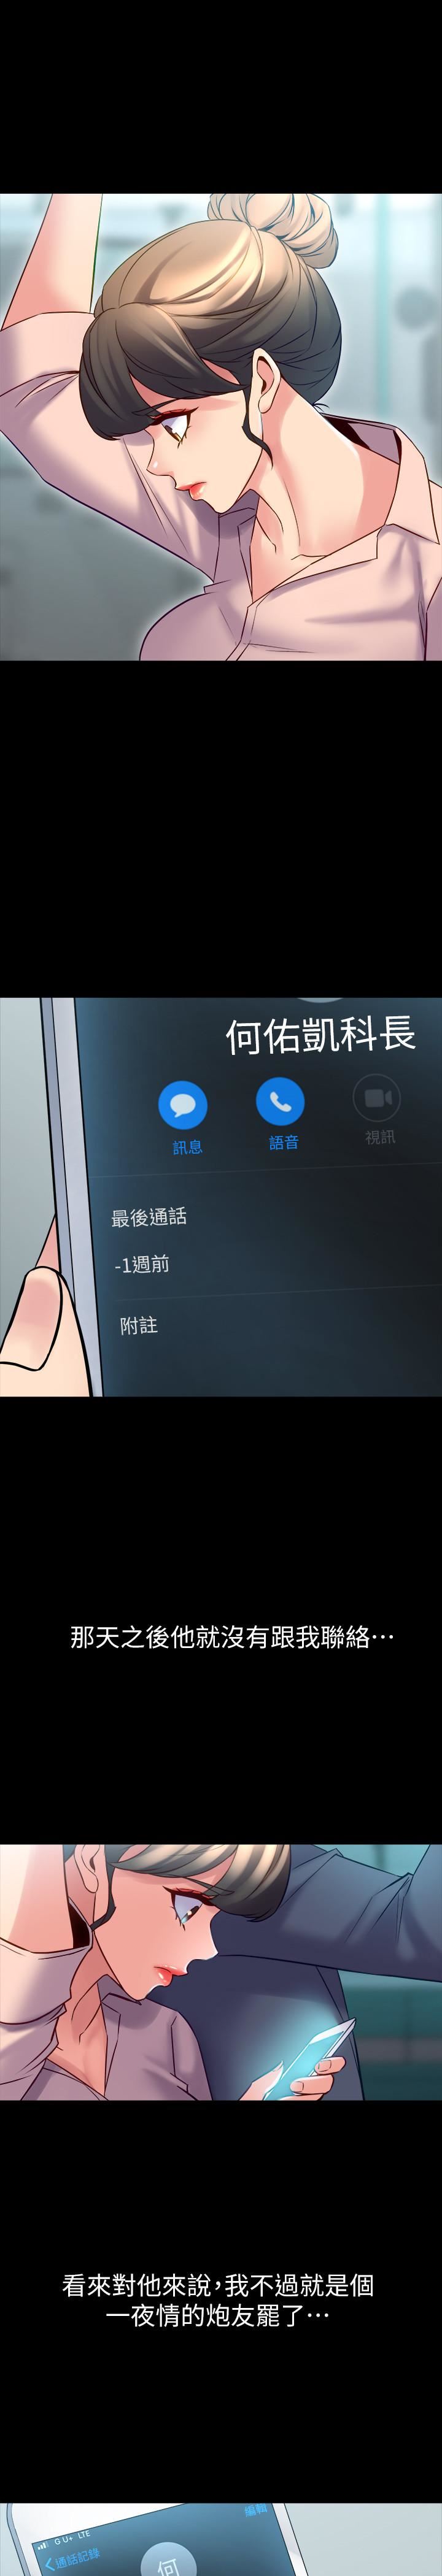 何佑凱科長
訊息 語音 視訊
最後通話
-1週前
附註
那天之後他就沒有跟我聯絡⋯
看來對他來說,我不過就是個
一夜情的炮友罷了⋯
G U+ LTE
編輯
通話記錄
何